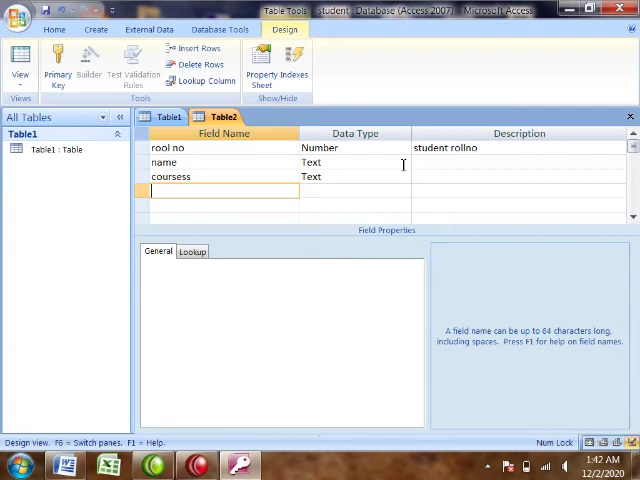 Table Tools
student : Database (Access 2007) - Microsoft Access
Home
Create
External Data
Database Tools
Design
View
Primary Key
Builder
Test Validation Rules
Insert Rows
Delete Rows
Lookup Column
Property Sheet
Indexes
Views
Tools
Show/Hide
All Tables
Table1
Table1 : Table
Table1
Table2
Field Name
Data Type
Description
rool no
Number
student rollno
name
Text
coursess
Text
Field Properties
General
Lookup
A field name can be up to 64 characters long,
including spaces. Press F1 for help on field names.
Design view. F6 = Switch panes. F1 = Help.
Num Lock
1:42 AM
12/2/2020